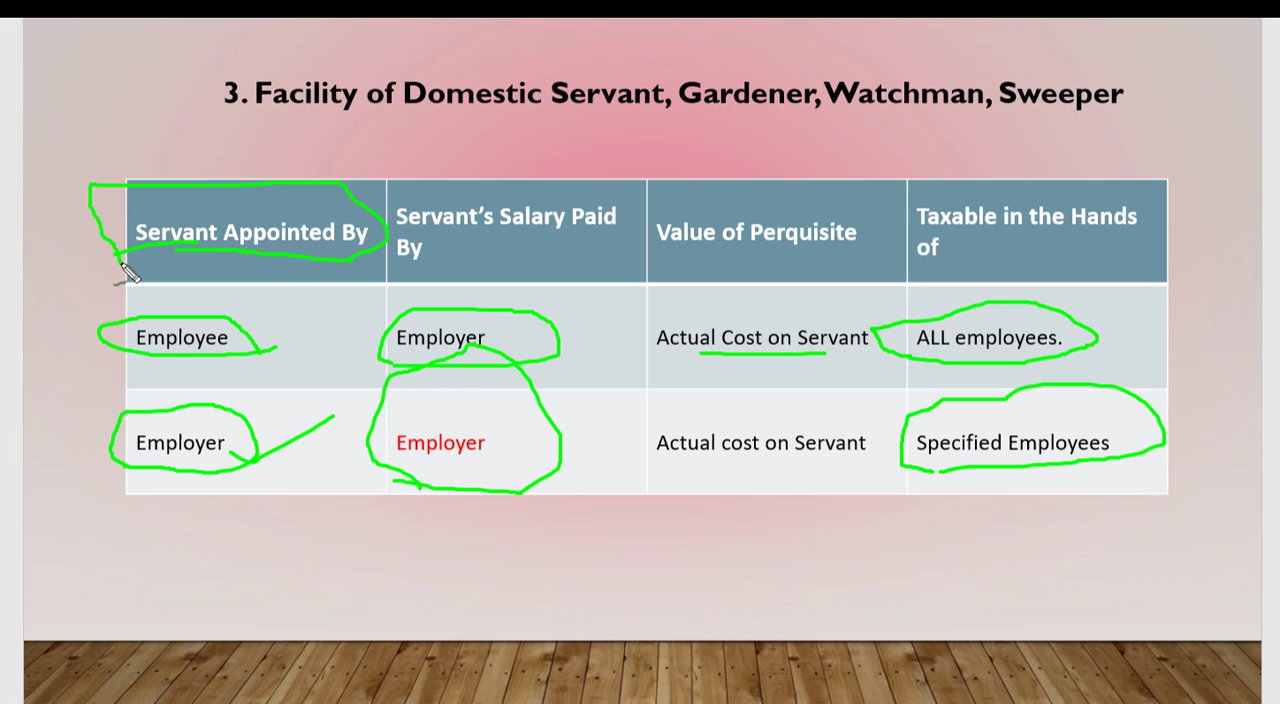 3. Facility of Domestic Servant, Gardener, Watchman, Sweeper
Servant Appointed By
Servant's Salary Paid
By
Value of Perquisite
Taxable in the Hands
of
Employee
Employer
Actual Cost on Servant
ALL employees.
Employer
Employer
Actual cost on Servant
Specified Employees